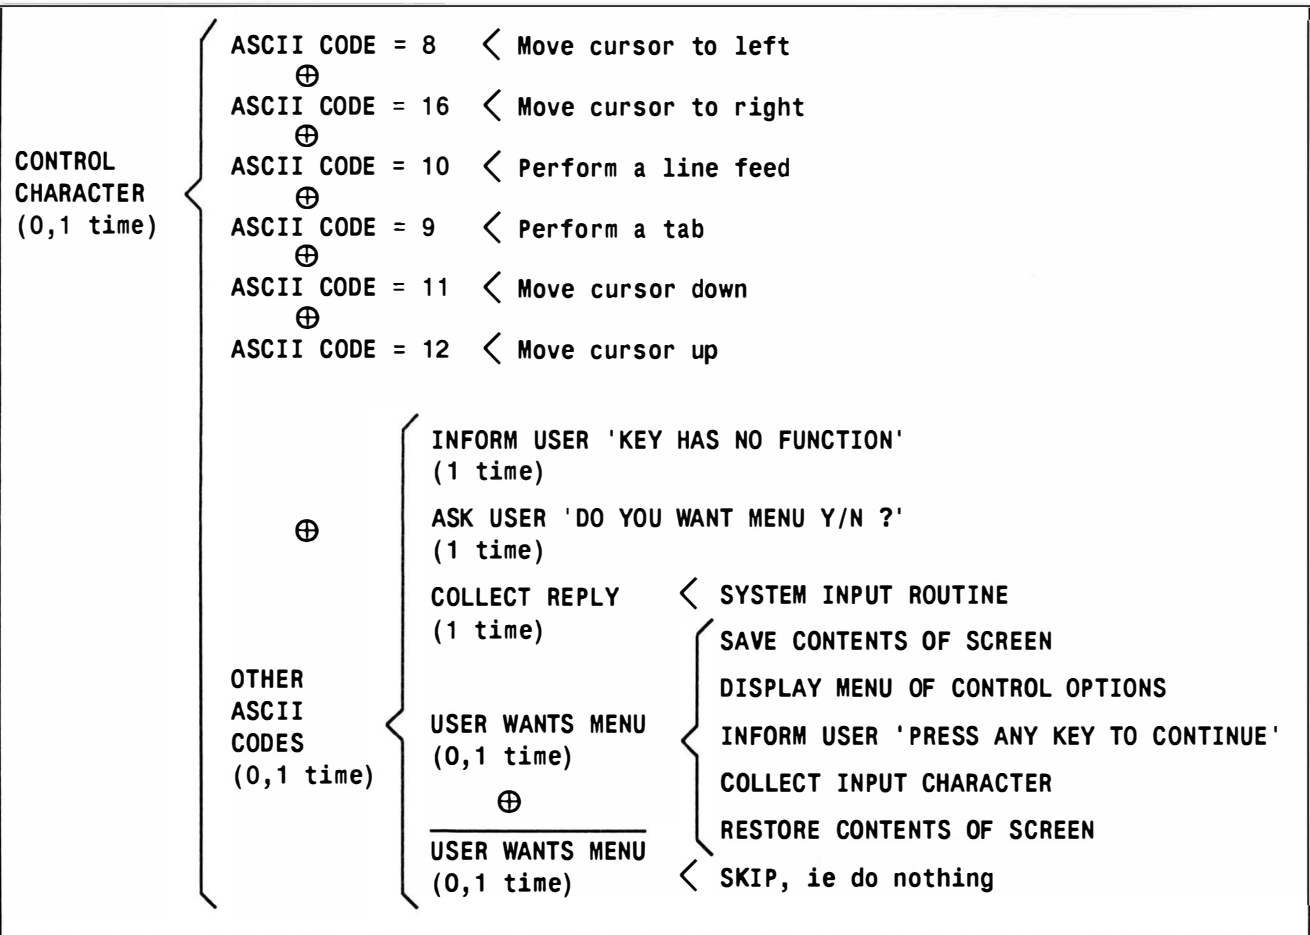 ASCII CODE = 8 < Move cursor to left
⊕
ASCII CODE = 16 < Move cursor to right
⊕
CONTROL
CHARACTER
(0,1 time)
ASCII CODE = 10 < Perform a line feed
⊕
ASCII CODE = 9 < Perform a tab
⊕
ASCII CODE = 11 < Move cursor down
⊕
ASCII CODE = 12 < Move cursor up
⊕
OTHER
ASCII
CODES
(0,1 time)
INFORM USER 'KEY HAS NO FUNCTION'
(1 time)
ASK USER 'DO YOU WANT MENU Y/N ?'
(1 time)
COLLECT REPLY < SYSTEM INPUT ROUTINE
(1 time)
USER WANTS MENU
(0,1 time)
SAVE CONTENTS OF SCREEN
DISPLAY MENU OF CONTROL OPTIONS
INFORM USER 'PRESS ANY KEY TO CONTINUE'
COLLECT INPUT CHARACTER
RESTORE CONTENTS OF SCREEN
⊕
USER WANTS MENU
(0,1 time) < SKIP, ie do nothing